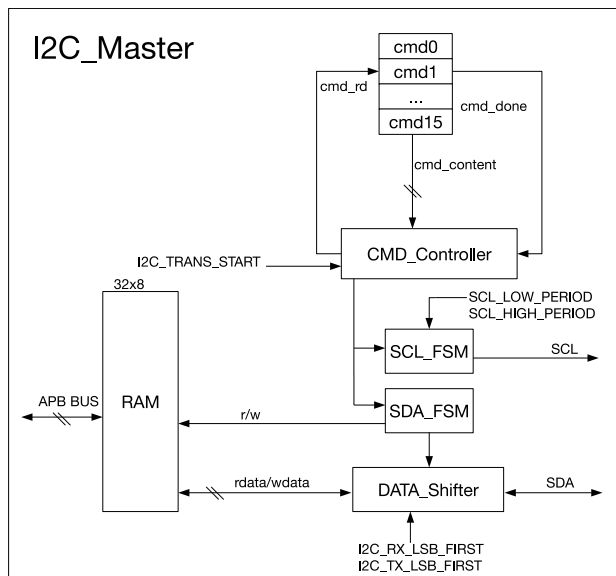 I2C_Master
cmd0
cmd1
...
cmd15
cmd_rd
cmd_done
cmd_content
CMD_Controller
I2C_TRANS_START
32x8
SCL_LOW_PERIOD
SCL_HIGH_PERIOD
SCL_FSM
SCL
APB BUS
RAM
r/w
SDA_FSM
rdata/wdata
DATA_Shifter
SDA
I2C_RX_LSB_FIRST
I2C_TX_LSB_FIRST